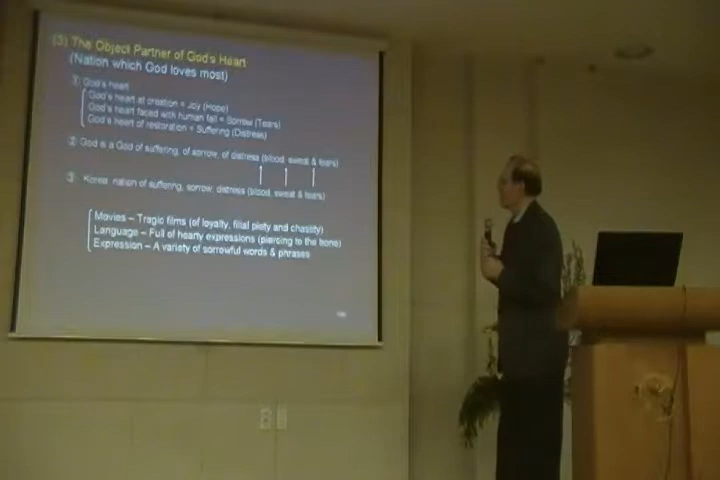 (3) The Object Partner of God's Heart
(Nation which God loves most)
① God's heart
God's heart at creation = Joy (Hope)
God's heart faced with human fall = Sorrow (Tears)
God's heart of restoration = Suffering (Distress)
② God is a God of suffering, of sorrow, of distress (blood, sweat & tears)
③ Korea: nation of suffering, sorrow, distress (blood, sweat & tears)
Movies – Tragic films (of loyalty, filial piety and chastity)
Language – Full of hearty expressions (piercing to the bone)
Expression – A variety of sorrowful words & phrases